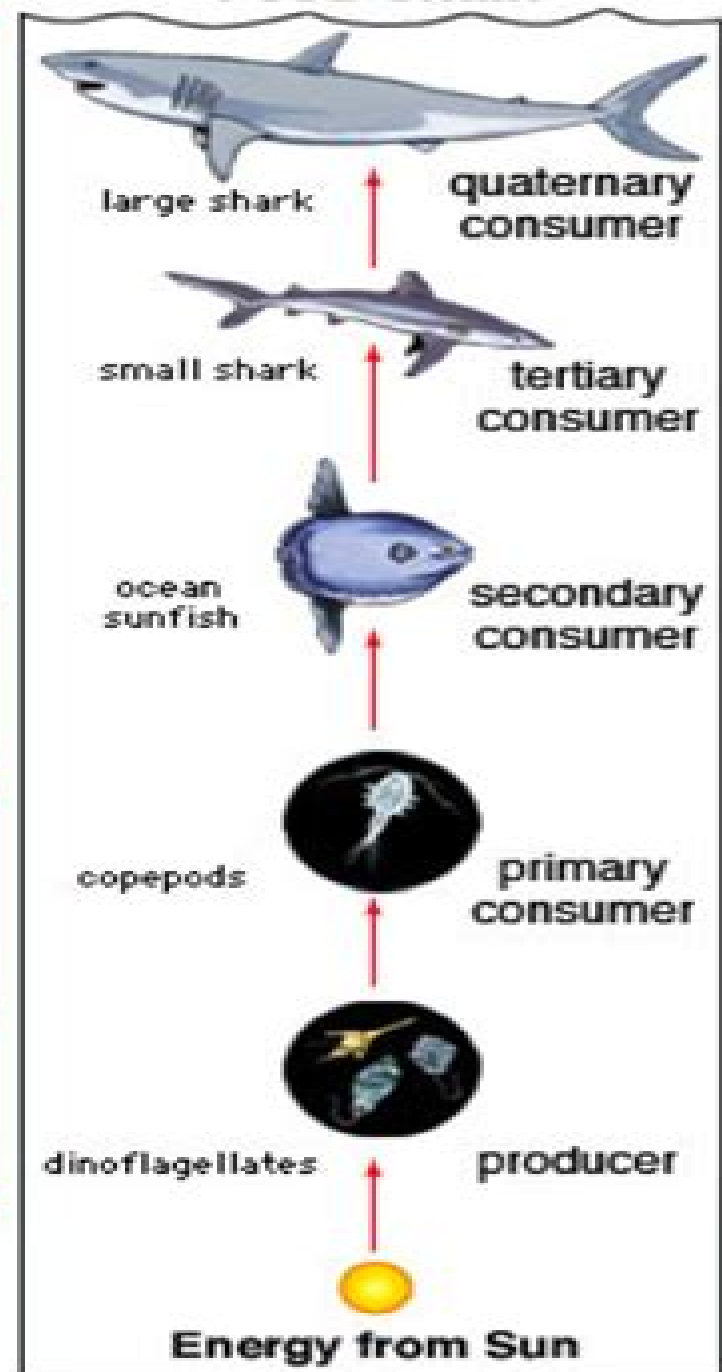 large shark
quaternary
consumer
small shark
tertiary
consumer
ocean
sunfish
secondary
consumer
copepods
primary
consumer
dinoflagellates
producer
Energy from Sun